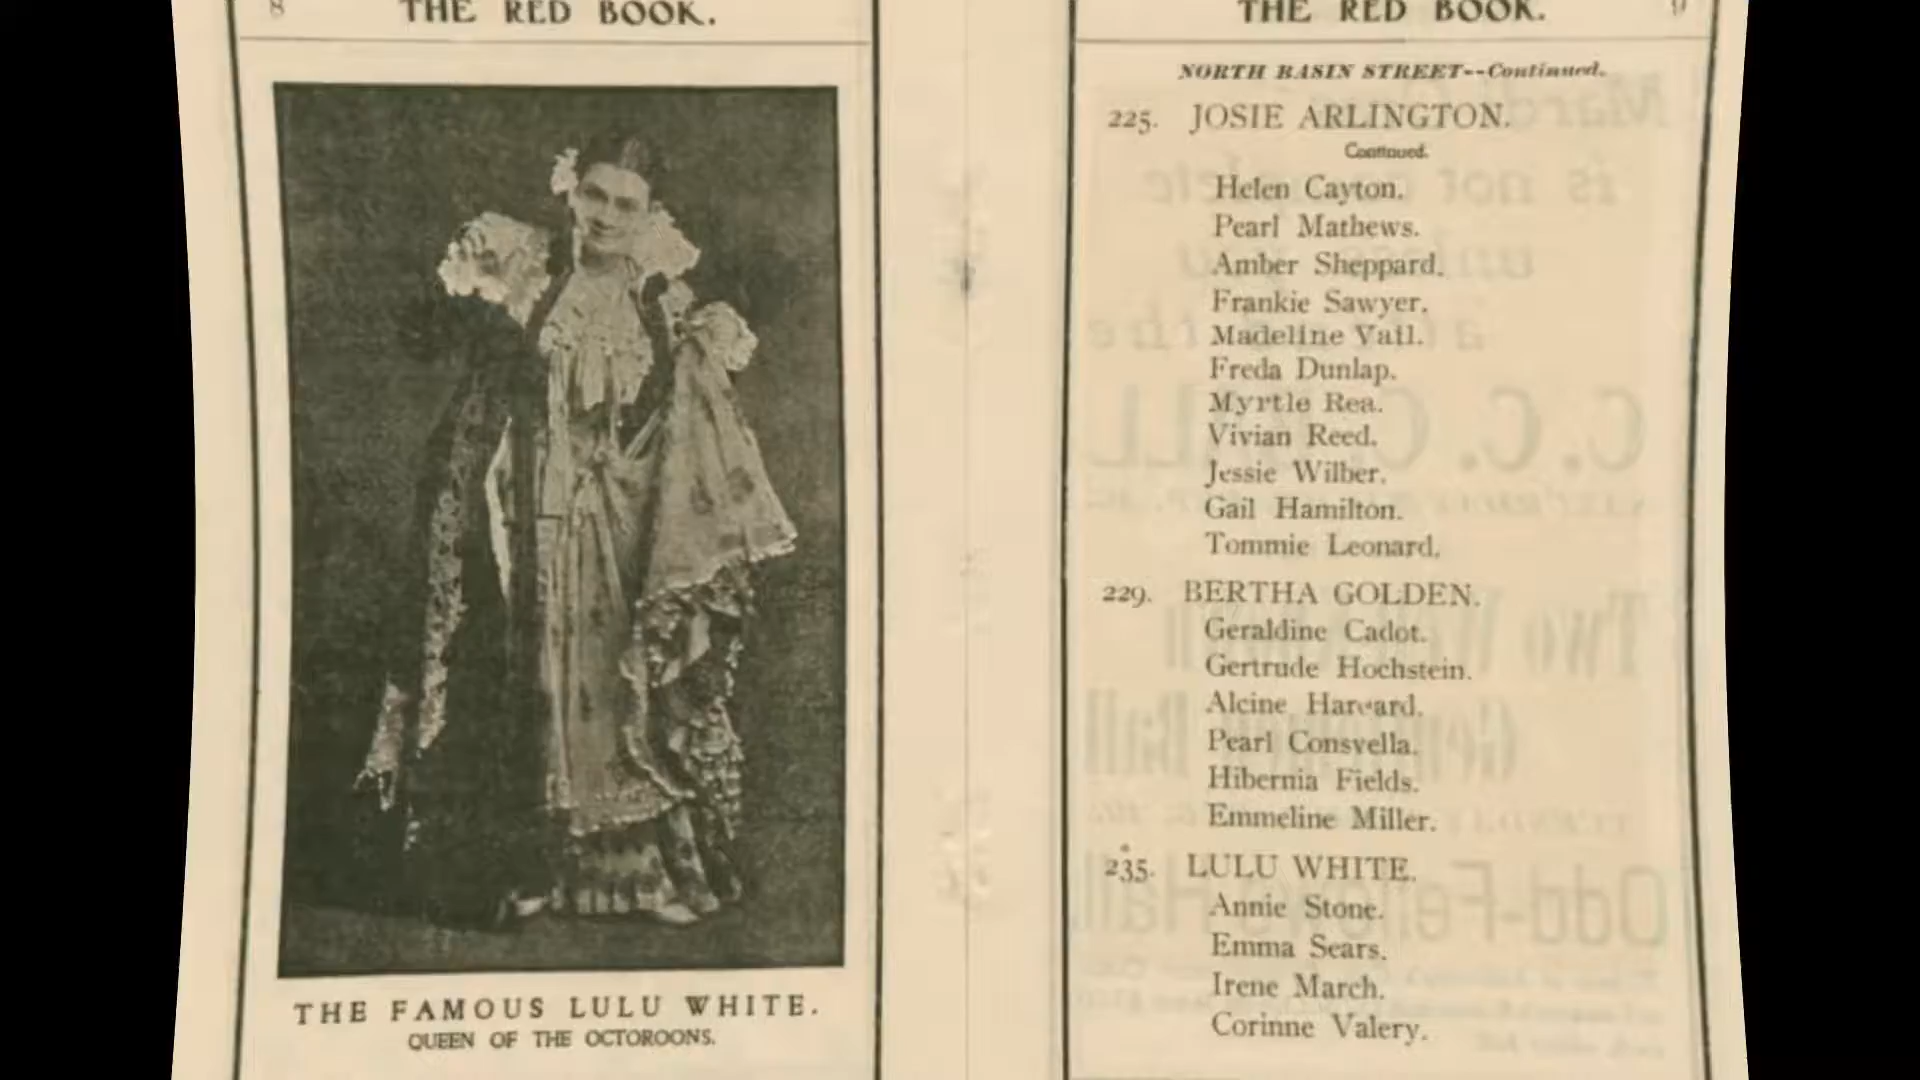 8
THE RED BOOK.
THE FAMOUS LULU WHITE.
QUEEN OF THE OCTOROONS.
THE RED BOOK.
NORTH BASIN STREET--Continued.
225. JOSIE ARLINGTON.
Continued.
Helen Cayton.
Pearl Mathews.
Amber Sheppard.
Frankie Sawyer.
Madeline Vail.
Freda Dunlap.
Myrtle Rea.
Vivian Reed.
Jessie Wilber.
Gail Hamilton.
Tommie Leonard.
229. BERTHA GOLDEN.
Geraldine Cadot.
Gertrude Hochstein.
Alcine Harvard.
Pearl Consvella.
Hibernia Fields.
Emmeline Miller.
235. LULU WHITE.
Annie Stone.
Emma Sears.
Irene March.
Corinne Valery.